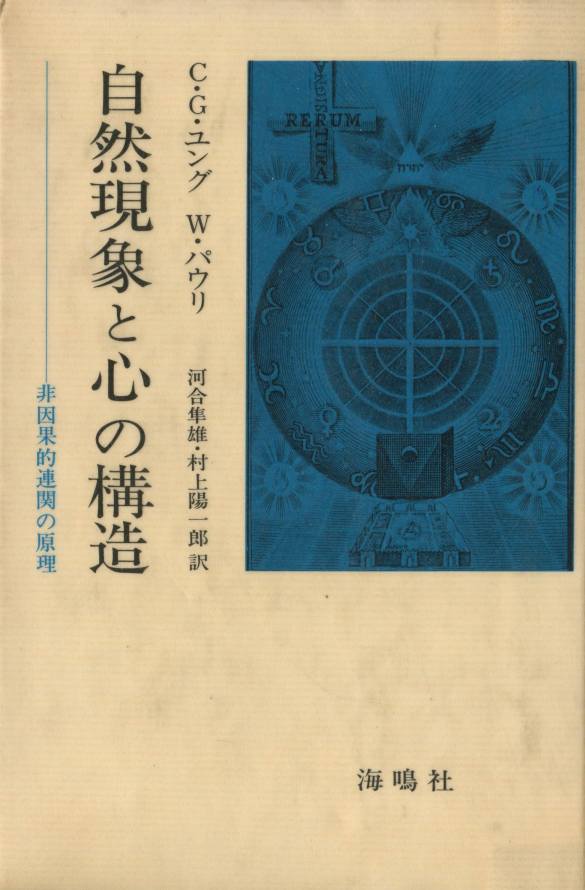 C・G・ユング W・パウリ
河合隼雄・村上陽一郎 訳
自然現象と心の構造
非因果的連関の原理
RERUM
יהוה
海鳴社